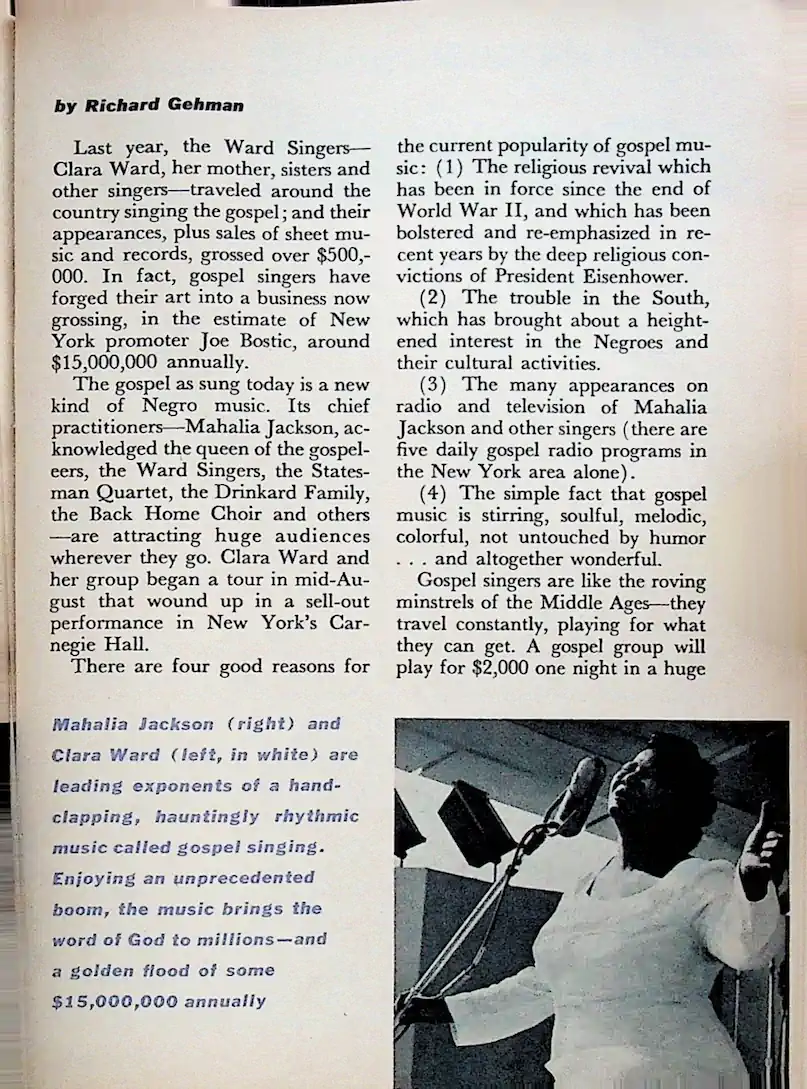 by Richard Gehman
Last year, the Ward Singers—
Clara Ward, her mother, sisters and
other singers—traveled around the
country singing the gospel; and their
appearances, plus sales of sheet mu-
sic and records, grossed over $500,-
000. In fact, gospel singers have
forged their art into a business now
grossing, in the estimate of New
York promoter Joe Bostic, around
$15,000,000 annually.
The gospel as sung today is a new
kind of Negro music. Its chief
practitioners—Mahalia Jackson, ac-
knowledged the queen of the gospel-
eers, the Ward Singers, the States-
man Quartet, the Drinkard Family,
the Back Home Choir and others
—are attracting huge audiences
wherever they go. Clara Ward and
her group began a tour in mid-Au-
gust that wound up in a sell-out
performance in New York's Car-
negie Hall.
There are four good reasons for
the current popularity of gospel mu-
sic: (1) The religious revival which
has been in force since the end of
World War II, and which has been
bolstered and re-emphasized in re-
cent years by the deep religious con-
victions of President Eisenhower.
(2) The trouble in the South,
which has brought about a height-
ened interest in the Negroes and
their cultural activities.
(3) The many appearances on
radio and television of Mahalia
Jackson and other singers (there are
five daily gospel radio programs in
the New York area alone).
(4) The simple fact that gospel
music is stirring, soulful, melodic,
colorful, not untouched by humor
. . . and altogether wonderful.
Gospel singers are like the roving
minstrels of the Middle Ages—they
travel constantly, playing for what
they can get. A gospel group will
play for $2,000 one night in a huge
Mahalia Jackson (right) and
Clara Ward (left, in white) are
leading exponents of a hand-
clapping, hauntingly rhythmic
music called gospel singing.
Enjoying an unprecedented
boom, the music brings the
word of God to millions—and
a golden flood of some
$15,000,000 annually